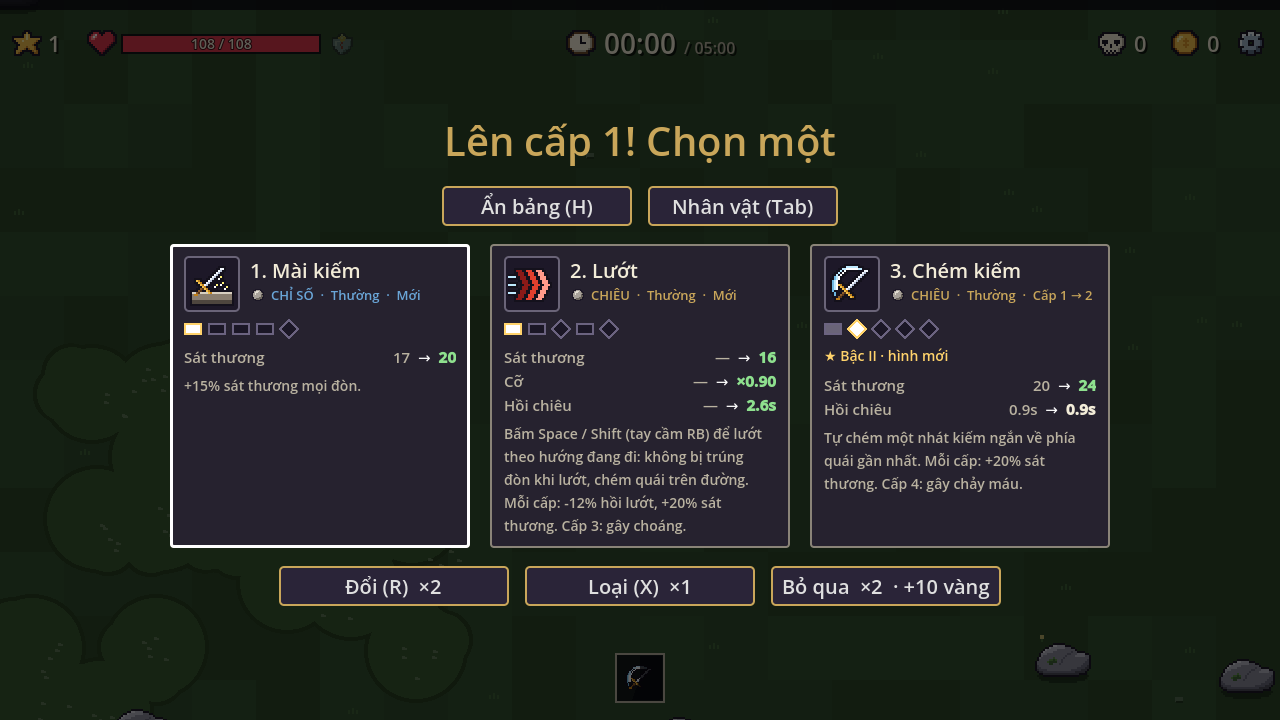 1
108 / 108
00:00 / 05:00
0
0
Lên cấp 1! Chọn một
Ẩn bảng (H)
Nhân vật (Tab)
1. Mài kiếm
CHỈ SỐ · Thường · Mới
Sát thương 17 → 20
+15% sát thương mọi đòn.
2. Lướt
CHIÊU · Thường · Mới
Sát thương — → 16
Cỡ — → ×0.90
Hồi chiêu — → 2.6s
Bấm Space / Shift (tay cầm RB) để lướt
theo hướng đang đi: không bị trúng
đòn khi lướt, chém quái trên đường.
Mỗi cấp: -12% hồi lướt, +20% sát
thương. Cấp 3: gây choáng.
3. Chém kiếm
CHIÊU · Thường · Cấp 1 → 2
★ Bậc II · hình mới
Sát thương 20 → 24
Hồi chiêu 0.9s → 0.9s
Tự chém một nhát kiếm ngắn về phía
quái gần nhất. Mỗi cấp: +20% sát
thương. Cấp 4: gây chảy máu.
Đổi (R) ×2
Loại (X) ×1
Bỏ qua ×2 · +10 vàng